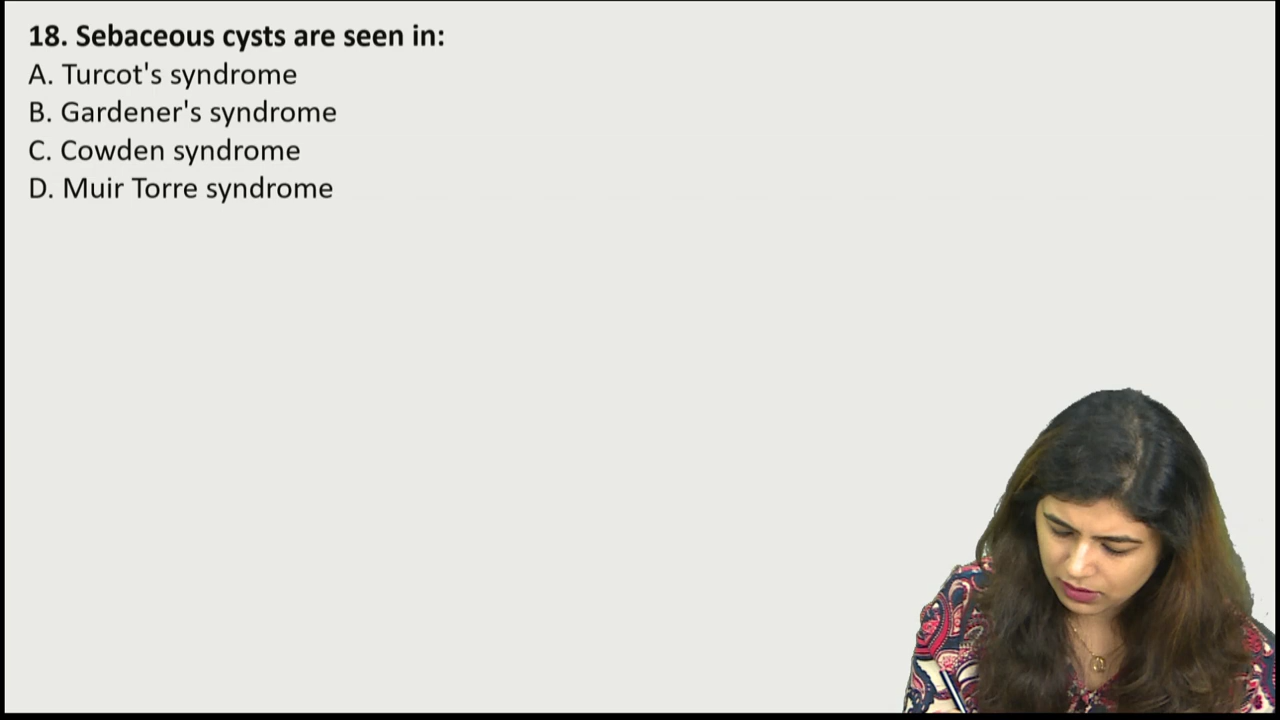 18. Sebaceous cysts are seen in:
A. Turcot's syndrome
B. Gardener's syndrome
C. Cowden syndrome
D. Muir Torre syndrome